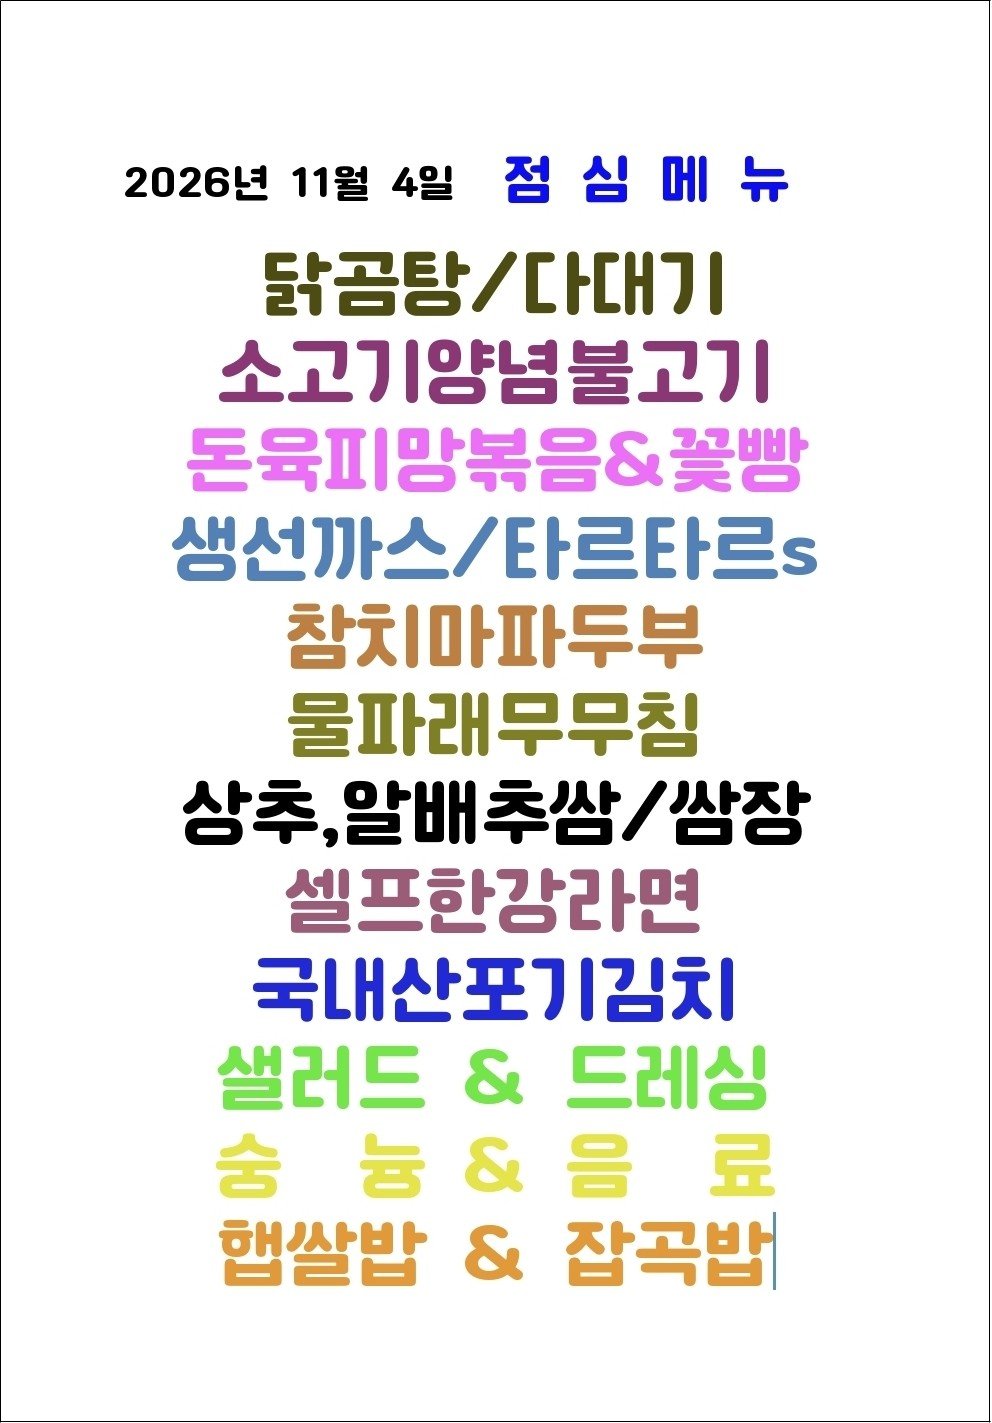 2026년 11월 4일 점 심 메 뉴
닭곰탕/다대기
소고기양념불고기
돈육피망볶음&꽃빵
생선까스/타르타르s
참치마파두부
물파래무무침
상추,알배추쌈/쌈장
셀프한강라면
국내산포기김치
샐러드 & 드레싱
숭 늉 & 음 료
햅쌀밥 & 잡곡밥